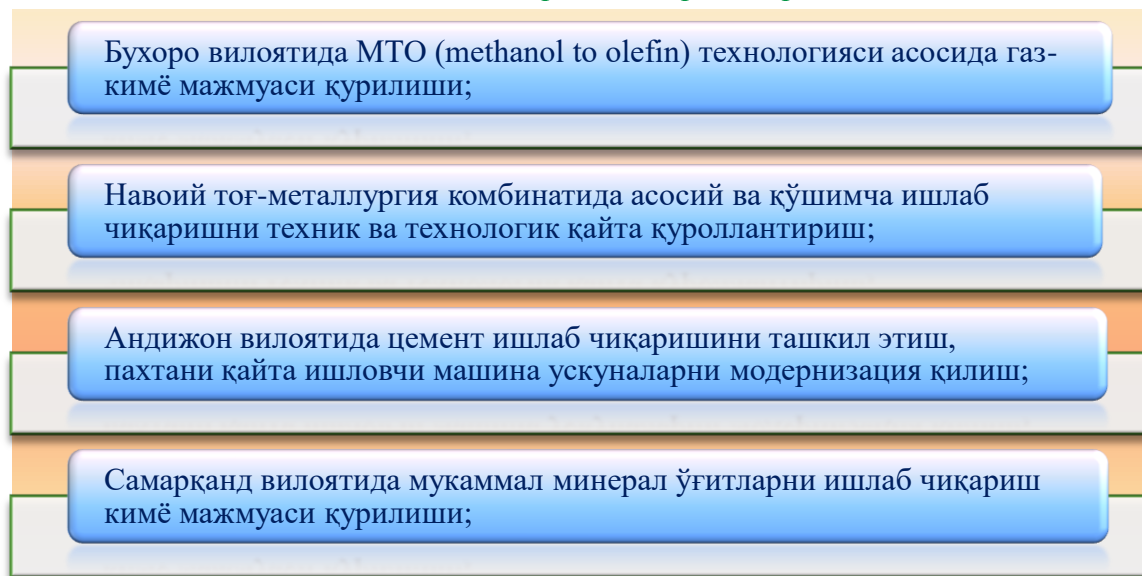 Бухоро вилоятида МТО (methanol to olefin) технологияси асосида газ-
кимё мажмуаси қурилиши;
Навоий тоғ-металлургия комбинатида асосий ва қўшимча ишлаб
чиқаришни техник ва технологик қайта қуроллантириш;
Андижон вилоятида цемент ишлаб чиқаришини ташкил этиш,
пахтани қайта ишловчи машина ускуналарни модернизация қилиш;
Самарқанд вилоятида мукаммал минерал ўғитларни ишлаб чиқариш
кимё мажмуаси қурилиши;